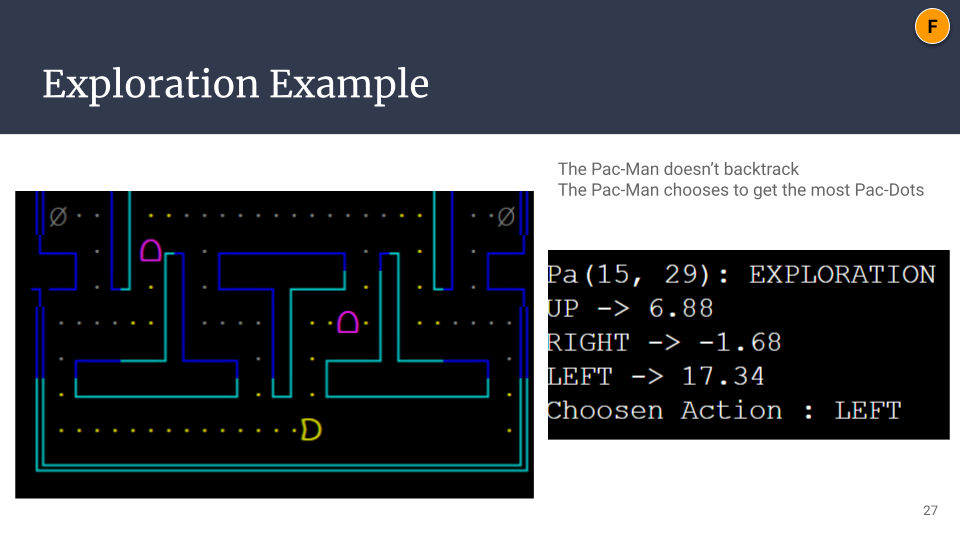 F
Exploration Example
The Pac-Man doesn't backtrack
The Pac-Man chooses to get the most Pac-Dots
Pa(15, 29): EXPLORATION
UP -> 6.88
RIGHT -> -1.68
LEFT -> 17.34
Choosen Action : LEFT
27